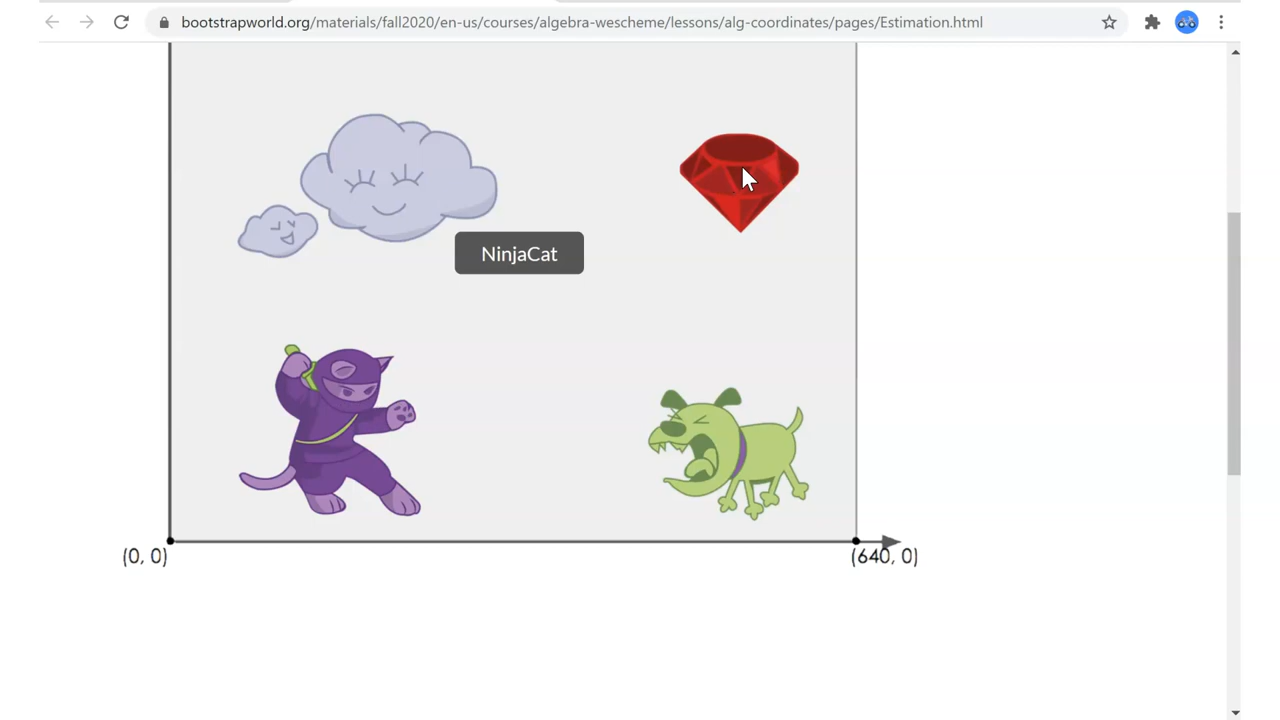 bootstrapworld.org/materials/fall2020/en-us/courses/algebra-wescheme/lessons/alg-coordinates/pages/Estimation.html
NinjaCat
(0, 0)
(640, 0)